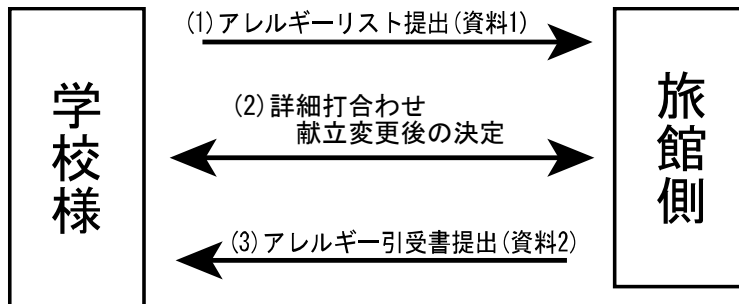 (1)アレルギーリスト提出(資料1)
学校様
旅館側
(2)詳細打合わせ
献立変更後の決定
(3)アレルギー引受書提出(資料2)